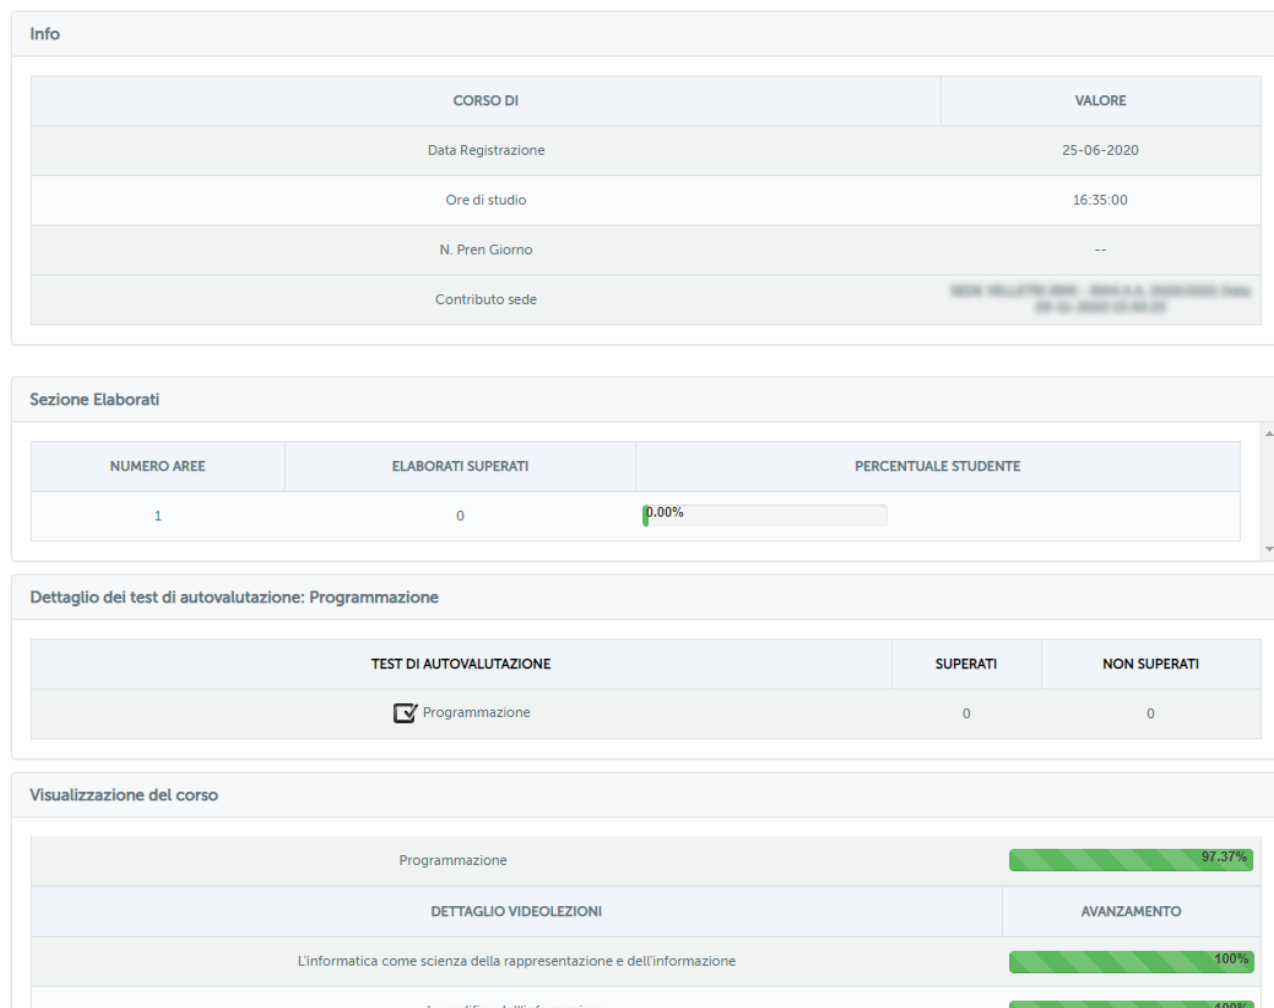 Info
CORSO DI VALORE
Data Registrazione 25-06-2020
Ore di studio 16:35:00
N. Pren Giorno --
Contributo sede
Sezione Elaborati
NUMERO AREE ELABORATI SUPERATI PERCENTUALE STUDENTE
1 0 0.00%
Dettaglio dei test di autovalutazione: Programmazione
TEST DI AUTOVALUTAZIONE SUPERATI NON SUPERATI
Programmazione 0 0
Visualizzazione del corso
Programmazione 97.37%
DETTAGLIO VIDEOLEZIONI AVANZAMENTO
L'informatica come scienza della rappresentazione e dell'informazione 100%
100%